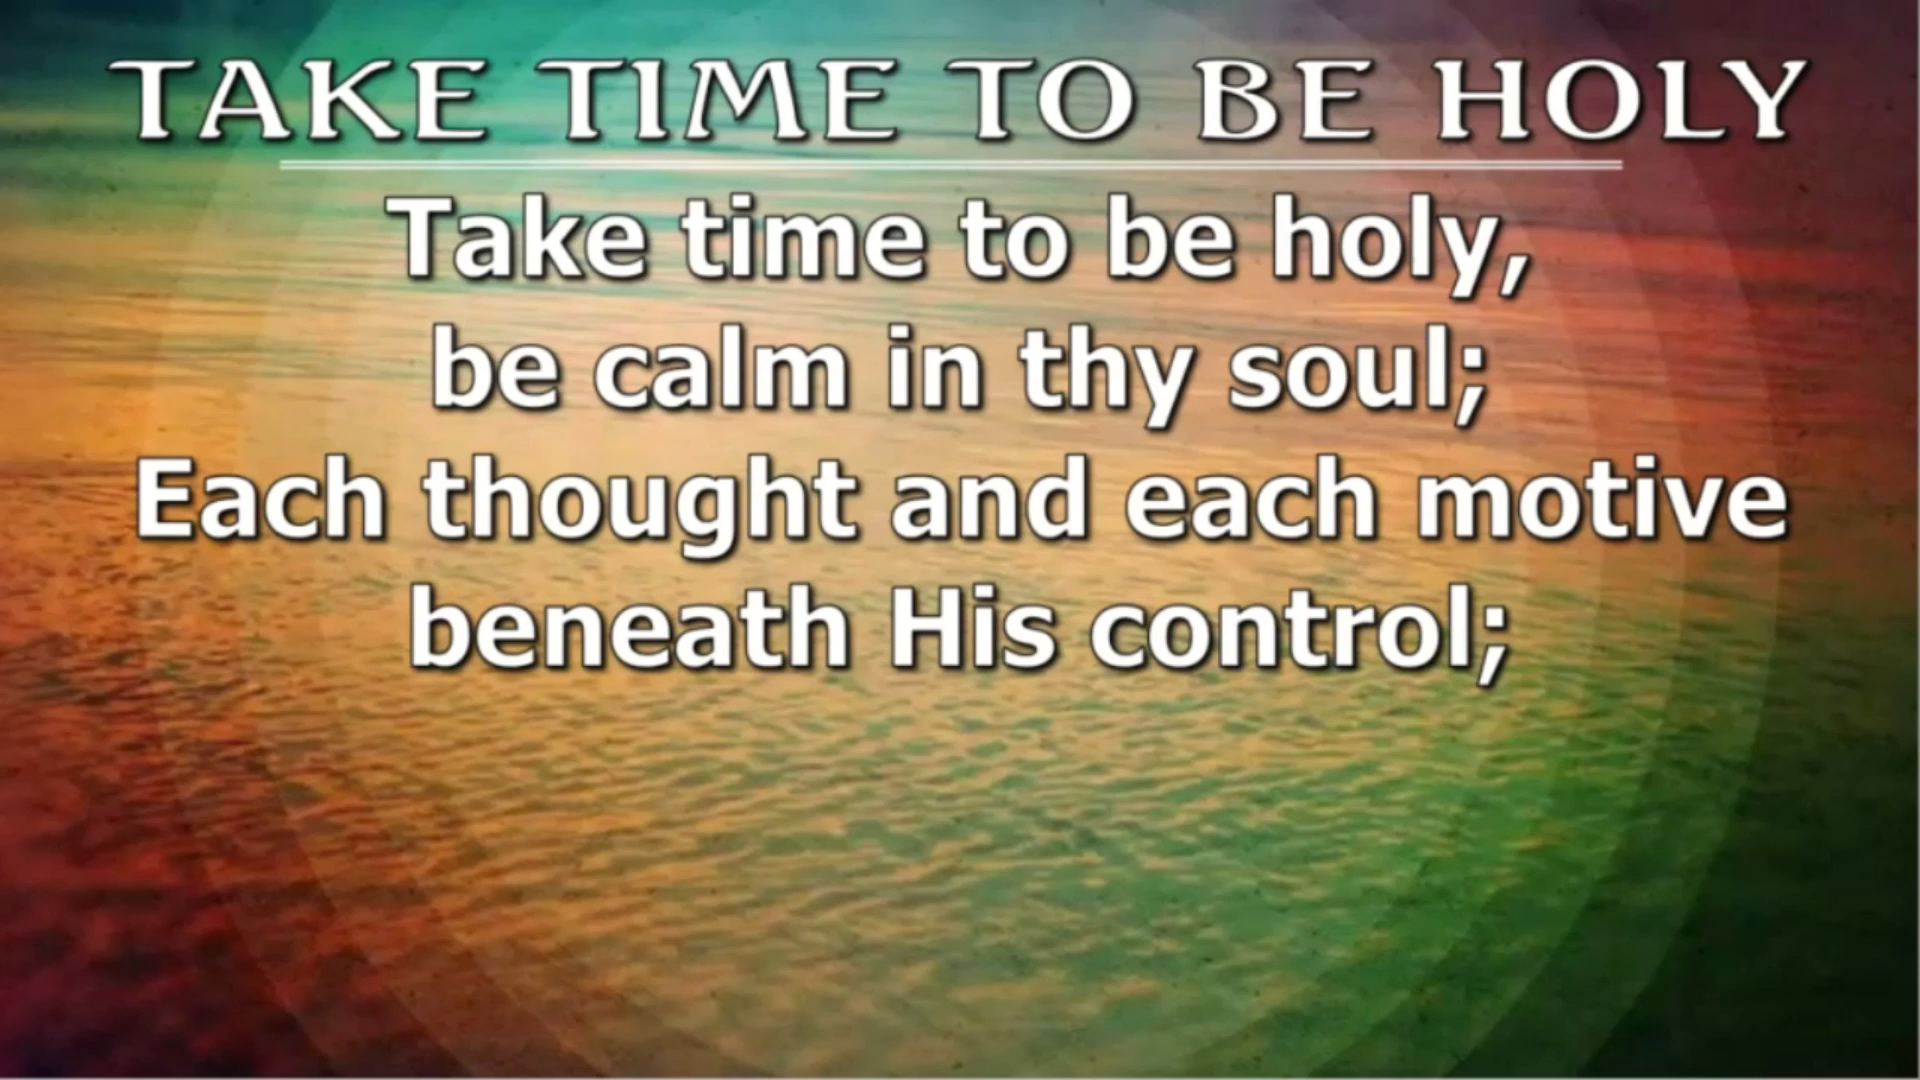 TAKE TIME TO BE HOLY
Take time to be holy,
be calm in thy soul;
Each thought and each motive
beneath His control;